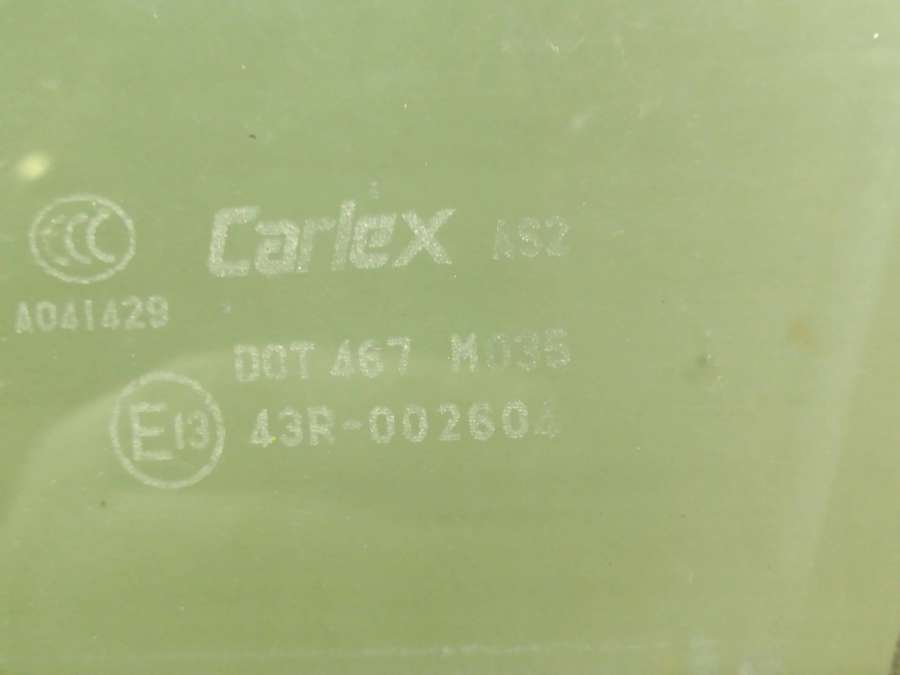 CCC Carlex AS2
A041429
DOT 467 M035
E13 43R-002604